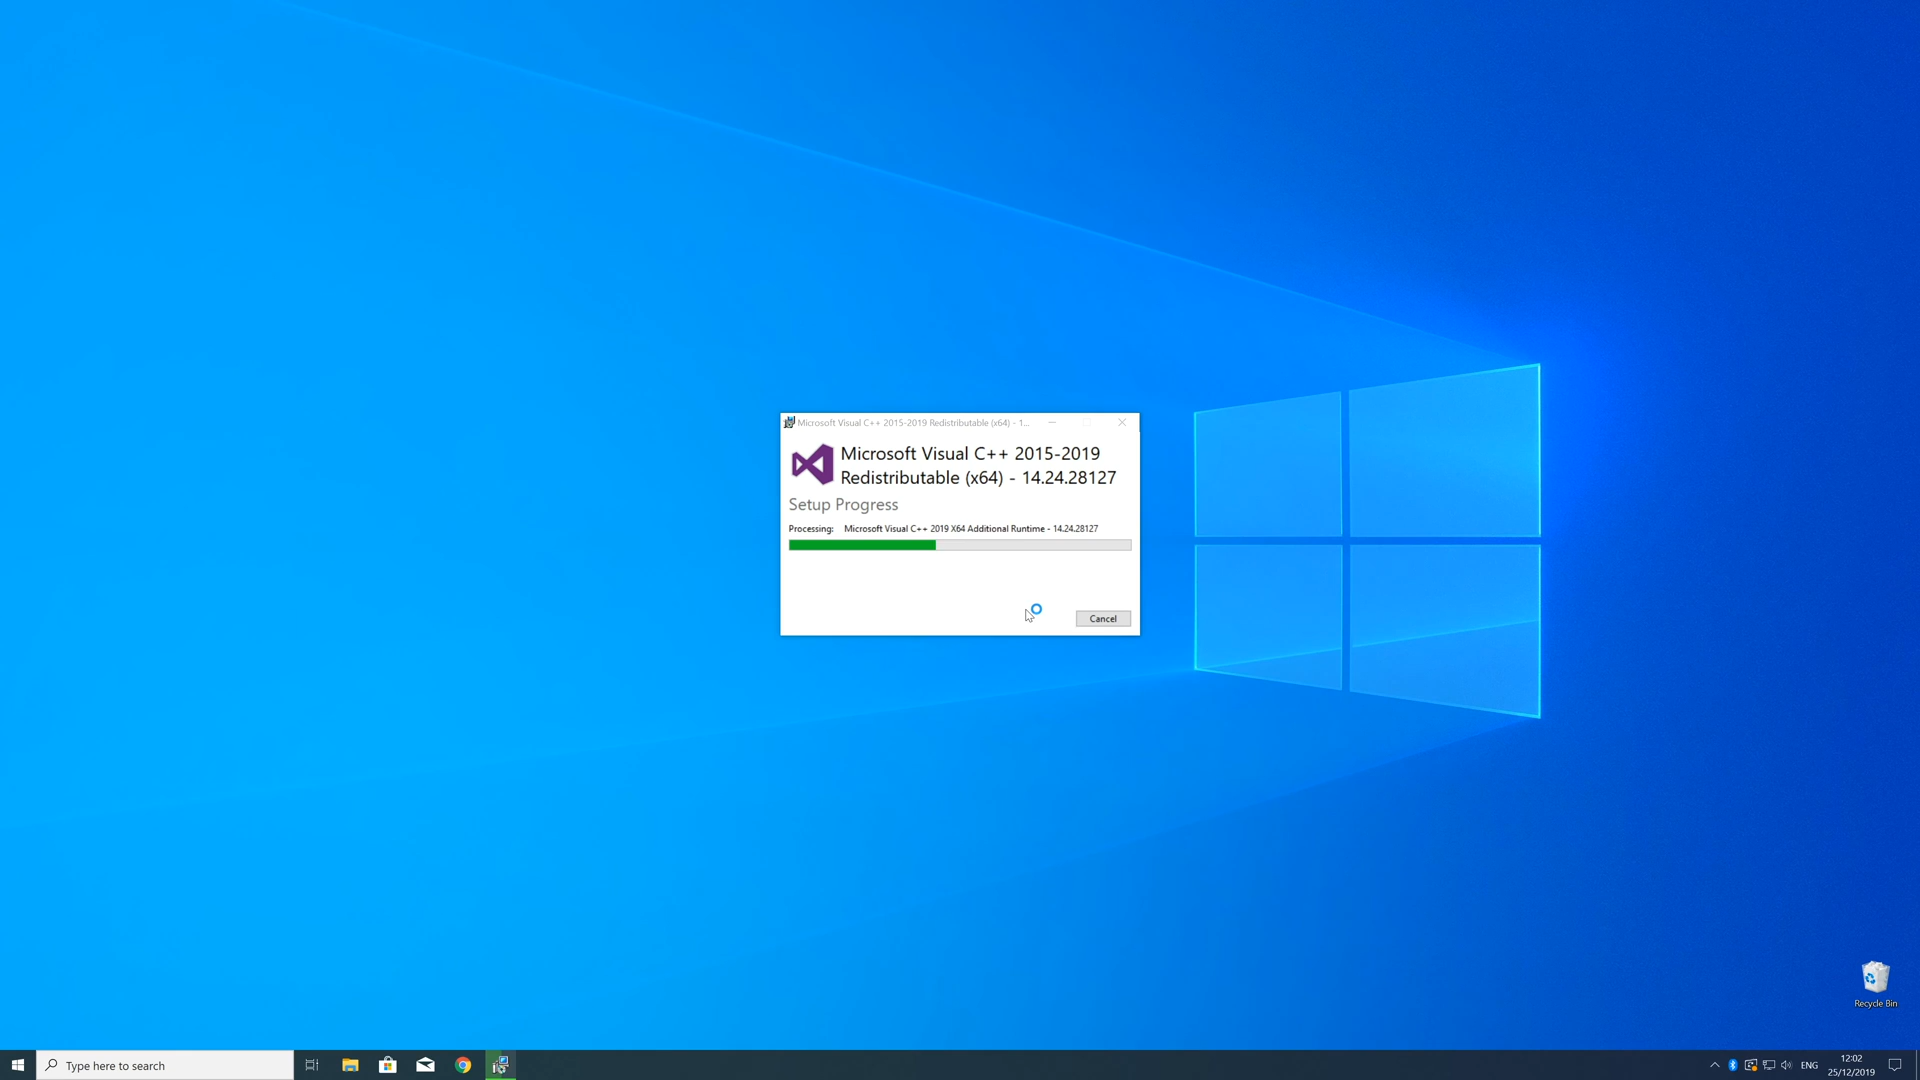 Microsoft Visual C++ 2015-2019 Redistributable (x64) - 1...
Microsoft Visual C++ 2015-2019
Redistributable (x64) - 14.24.28127
Setup Progress
Processing: Microsoft Visual C++ 2019 X64 Additional Runtime - 14.24.28127
Cancel
Recycle Bin
Type here to search
ENG
12:02
25/12/2019